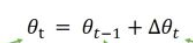 θₜ = θₜ₋₁ + Δθₜ